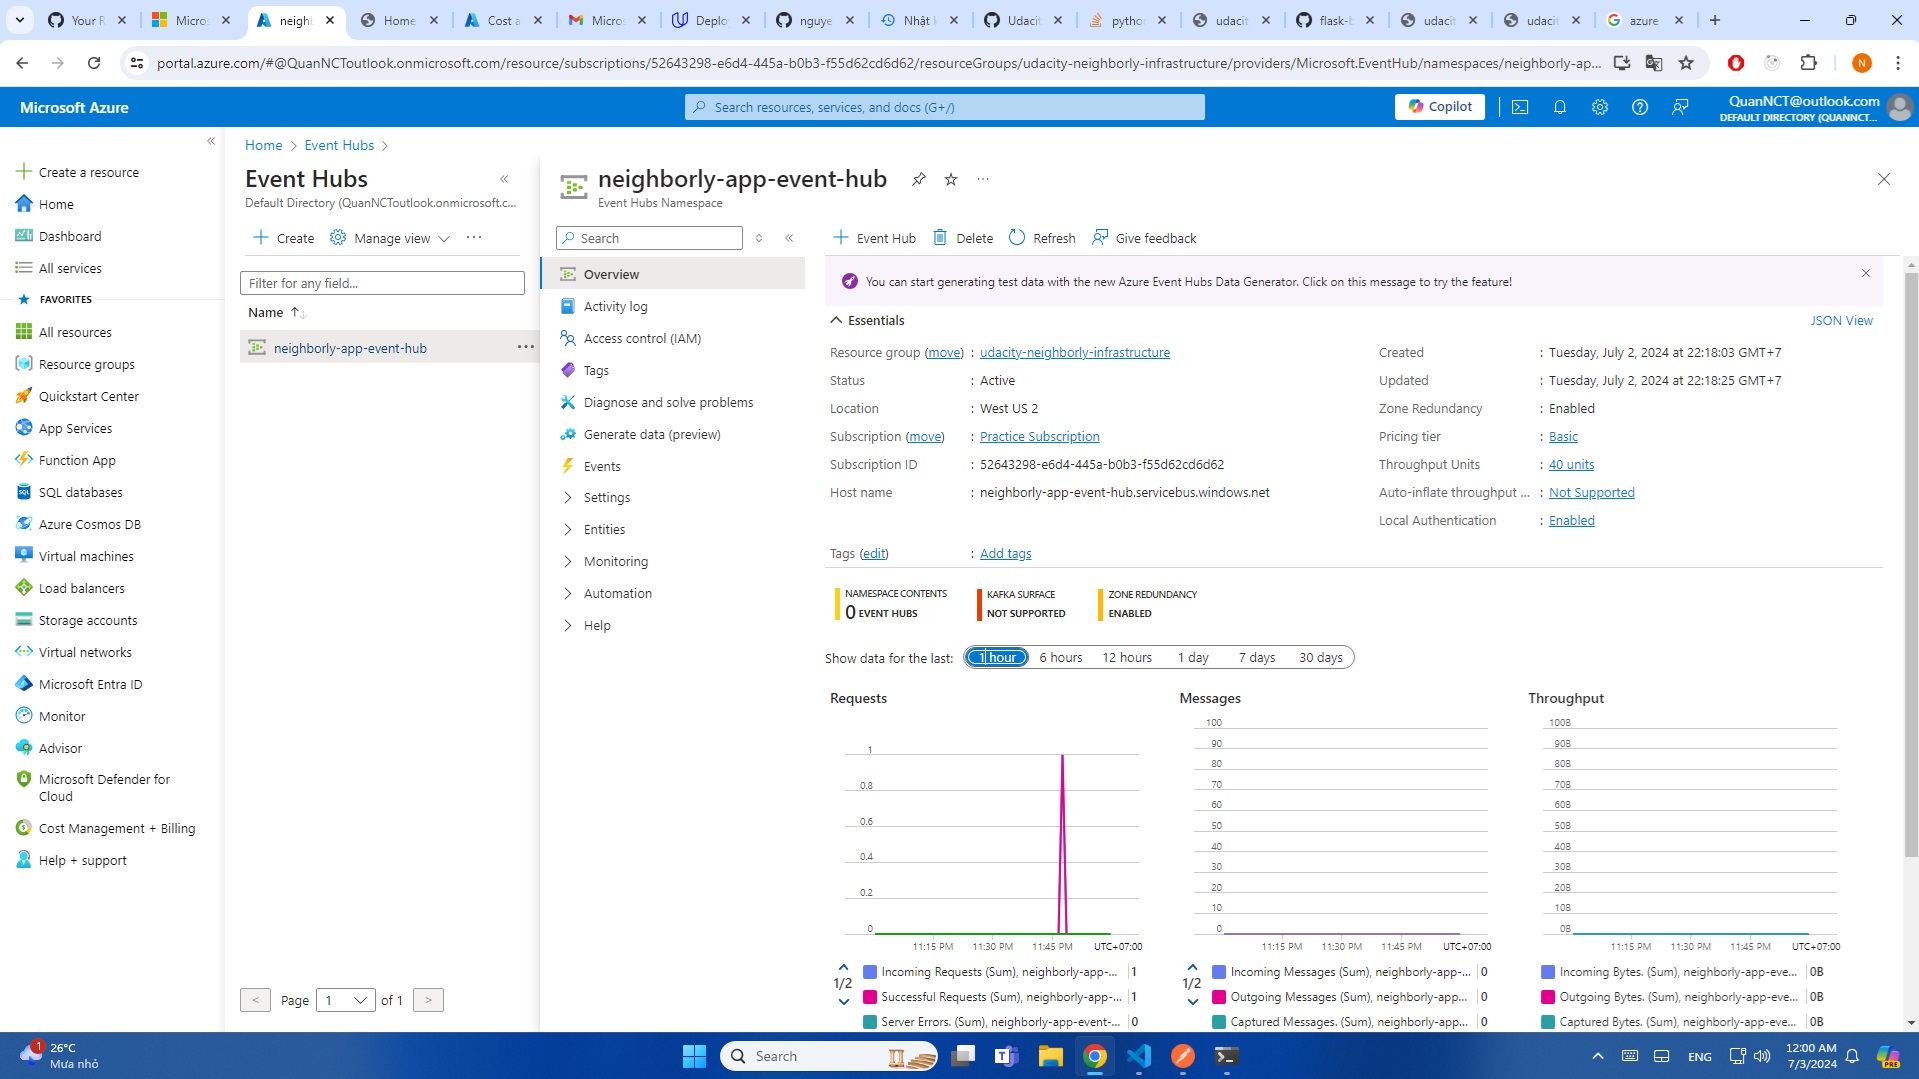 Your R
Micros
neighb
Home
Cost a
Micros
Deplo
nguye
Nhật k
Udacit
pytho
udacit
flask-b
udacit
udacit
azure
portal.azure.com/#@QuanNCToutlook.onmicrosoft.com/resource/subscriptions/52643298-e6d4-445a-b0b3-f55d62cd6d62/resourceGroups/udacity-neighborly-infrastructure/providers/Microsoft.EventHub/namespaces/neighborly-ap...
N
Microsoft Azure
Search resources, services, and docs (G+/)
Copilot
QuanNCT@outlook.com
DEFAULT DIRECTORY (QUANNCT...
Create a resource
Home
Dashboard
All services
FAVORITES
All resources
Resource groups
Quickstart Center
App Services
Function App
SQL databases
Azure Cosmos DB
Virtual machines
Load balancers
Storage accounts
Virtual networks
Microsoft Entra ID
Monitor
Advisor
Microsoft Defender for
Cloud
Cost Management + Billing
Help + support
Home > Event Hubs >
Event Hubs
Default Directory (QuanNCToutlook.onmicrosoft.c...
Create
Manage view
Filter for any field...
Name
neighborly-app-event-hub
< Page 1 of 1 >
neighborly-app-event-hub
Event Hubs Namespace
Search
Overview
Activity log
Access control (IAM)
Tags
Diagnose and solve problems
Generate data (preview)
Events
Settings
Entities
Monitoring
Automation
Help
Event Hub
Delete
Refresh
Give feedback
You can start generating test data with the new Azure Event Hubs Data Generator. Click on this message to try the feature!
Essentials
JSON View
Resource group (move) : udacity-neighborly-infrastructure
Status : Active
Location : West US 2
Subscription (move) : Practice Subscription
Subscription ID : 52643298-e6d4-445a-b0b3-f55d62cd6d62
Host name : neighborly-app-event-hub.servicebus.windows.net
Created : Tuesday, July 2, 2024 at 22:18:03 GMT+7
Updated : Tuesday, July 2, 2024 at 22:18:25 GMT+7
Zone Redundancy : Enabled
Pricing tier : Basic
Throughput Units : 40 units
Auto-inflate throughput ... : Not Supported
Local Authentication : Enabled
Tags (edit) : Add tags
NAMESPACE CONTENTS
0 EVENT HUBS
KAFKA SURFACE
NOT SUPPORTED
ZONE REDUNDANCY
ENABLED
Show data for the last: 1 hour 6 hours 12 hours 1 day 7 days 30 days
Requests
1
0.8
0.6
0.4
0.2
0
11:15 PM 11:30 PM 11:45 PM UTC+07:00
1/2
Incoming Requests (Sum), neighborly-app-... 1
Successful Requests (Sum), neighborly-app-... 1
Server Errors. (Sum), neighborly-app-event-... 0
Messages
100
90
80
70
60
50
40
30
20
10
0
11:15 PM 11:30 PM 11:45 PM UTC+07:00
1/2
Incoming Messages (Sum), neighborly-app-... 0
Outgoing Messages (Sum), neighborly-app... 0
Captured Messages. (Sum), neighborly-app... 0
Throughput
100B
90B
80B
70B
60B
50B
40B
30B
20B
10B
0B
11:15 PM 11:30 PM 11:45 PM UTC+07:00
Incoming Bytes. (Sum), neighborly-app-eve... 0B
Outgoing Bytes. (Sum), neighborly-app-eve... 0B
Captured Bytes. (Sum), neighborly-app-eve... 0B
1
26°C
Mưa nhỏ
Search
ENG
12:00 AM
7/3/2024
PRE